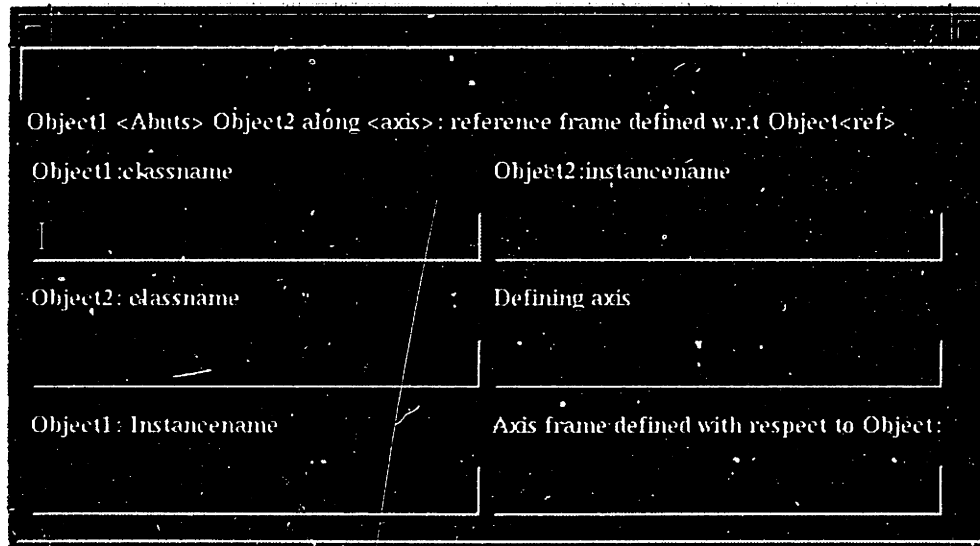 Object1 <Abuts> Object2 along <axis>: reference frame defined w.r.t Object<ref>
Object1:classname
Object2:instancename
Object2: classname
Defining axis
Object1: Instancename
Axis frame defined with respect to Object: